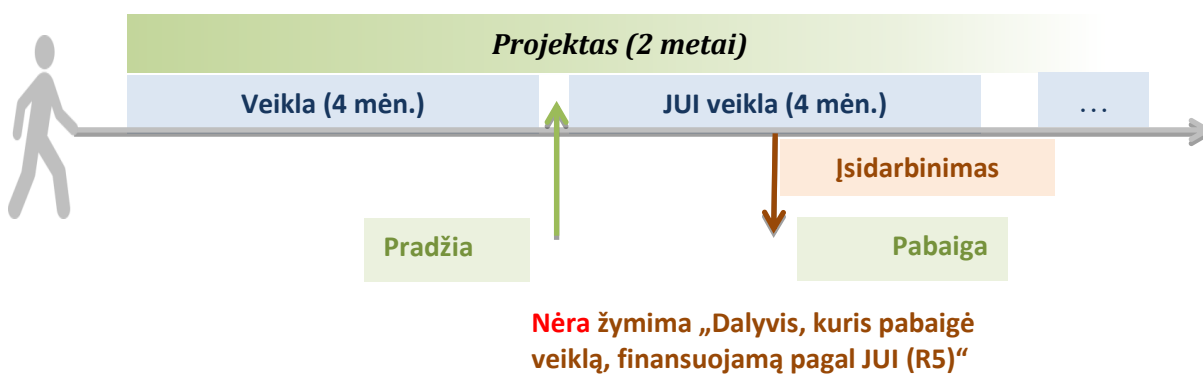 Projektas (2 metai)
Veikla (4 mėn.)
JUI veikla (4 mėn.)
...
Įsidarbinimas
Pradžia
Pabaiga
Nėra žymima „Dalyvis, kuris pabaigė
veiklą, finansuojamą pagal JUI (R5)“